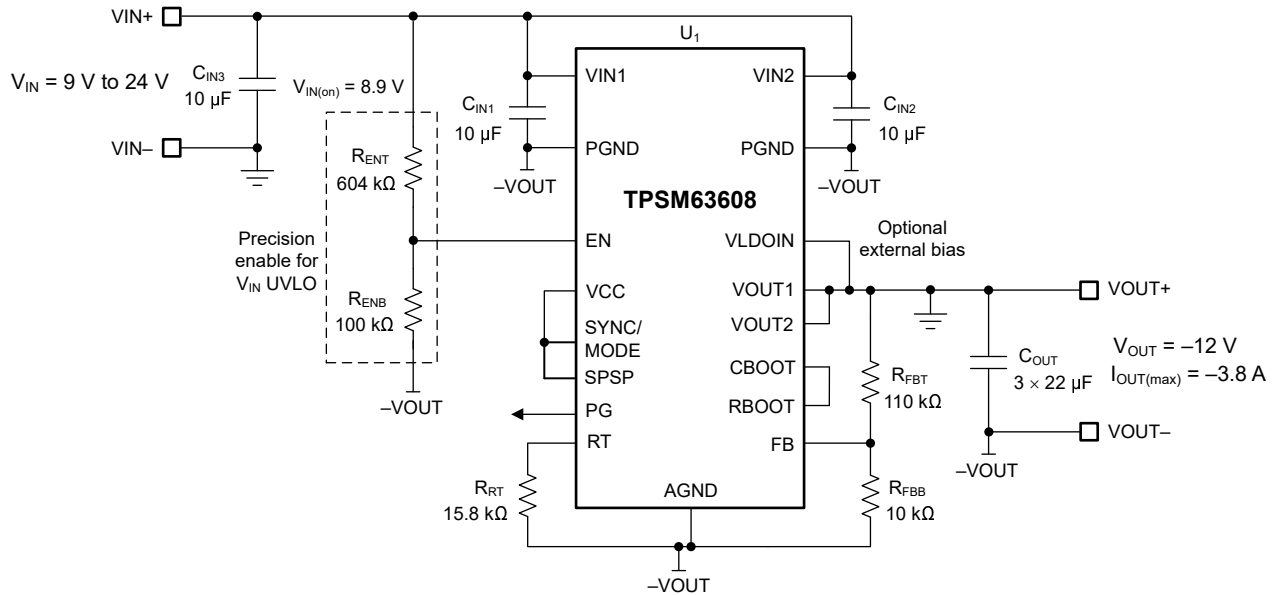 VIN+
U1
VIN = 9 V to 24 V
CIN3
10 µF
VIN(on) = 8.9 V
VIN–
VIN1
VIN2
CIN1
10 µF
CIN2
10 µF
PGND
PGND
–VOUT
–VOUT
RENT
604 kΩ
TPSM63608
Precision
enable for
VIN UVLO
EN
VLDOIN
Optional
external bias
RENB
100 kΩ
–VOUT
VCC
SYNC/
MODE
SPSP
PG
RT
VOUT1
VOUT2
CBOOT
RBOOT
FB
VOUT+
RFBT
110 kΩ
COUT
3 × 22 µF
VOUT = –12 V
IOUT(max) = –3.8 A
VOUT–
–VOUT
RRT
15.8 kΩ
AGND
RFBB
10 kΩ
–VOUT